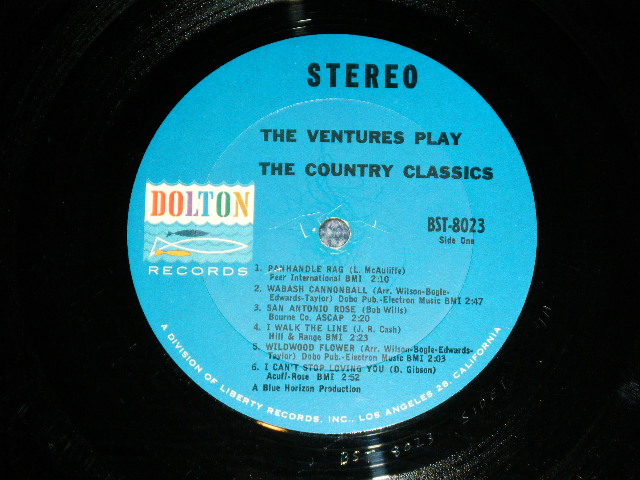 STEREO
THE VENTURES PLAY
THE COUNTRY CLASSICS
DOLTON
RECORDS
BST-8023
Side One
1. PANHANDLE RAG (L. McAuliffe)
Peer International BMI 2:10
2. WABASH CANNONBALL (Arr. Wilson-Bogle-
Edwards-Taylor) Dobo Pub.-Electron Music BMI 2:47
3. SAN ANTONIO ROSE (Bob Wills)
Bourne Co. ASCAP 2:20
4. I WALK THE LINE (J. R. Cash)
Hill & Range BMI 2:23
5. WILDWOOD FLOWER (Arr. Wilson-Bogle-Edwards-
Taylor) Dobo Pub.-Electron Music BMI 2:03
6. I CAN'T STOP LOVING YOU (D. Gibson)
Acuff-Rose BMI 2:52
A Blue Horizon Production
A DIVISION OF LIBERTY RECORDS, INC., LOS ANGELES 28, CALIFORNIA
BST 8023 SIDE 1